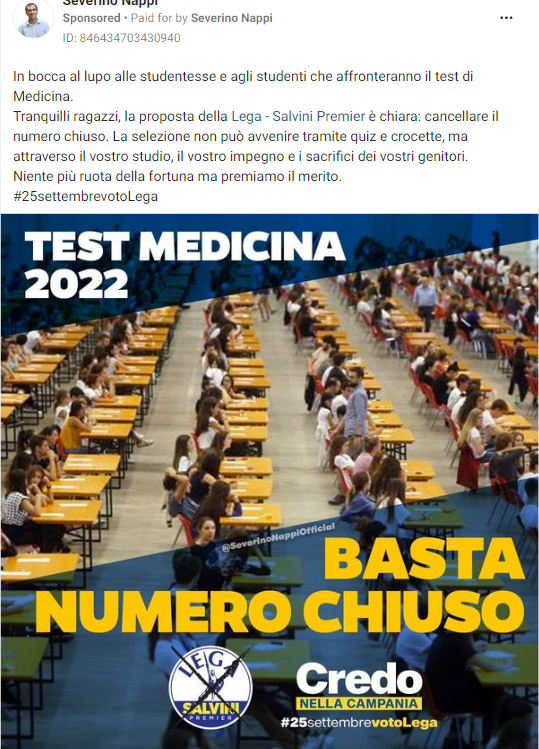 Severino Nappi
Sponsored • Paid for by Severino Nappi
ID: 846434703430940
In bocca al lupo alle studentesse e agli studenti che affronteranno il test di
Medicina.
Tranquilli ragazzi, la proposta della Lega - Salvini Premier è chiara: cancellare il
numero chiuso. La selezione non può avvenire tramite quiz e crocette, ma
attraverso il vostro studio, il vostro impegno e i sacrifici dei vostri genitori.
Niente più ruota della fortuna ma premiamo il merito.
#25settembrevotoLega
TEST MEDICINA
2022
@SeverinoNappiOfficial
BASTA
NUMERO CHIUSO
LEGA
SALVINI
PREMIER
Credo
NELLA CAMPANIA
#25settembrevotoLega